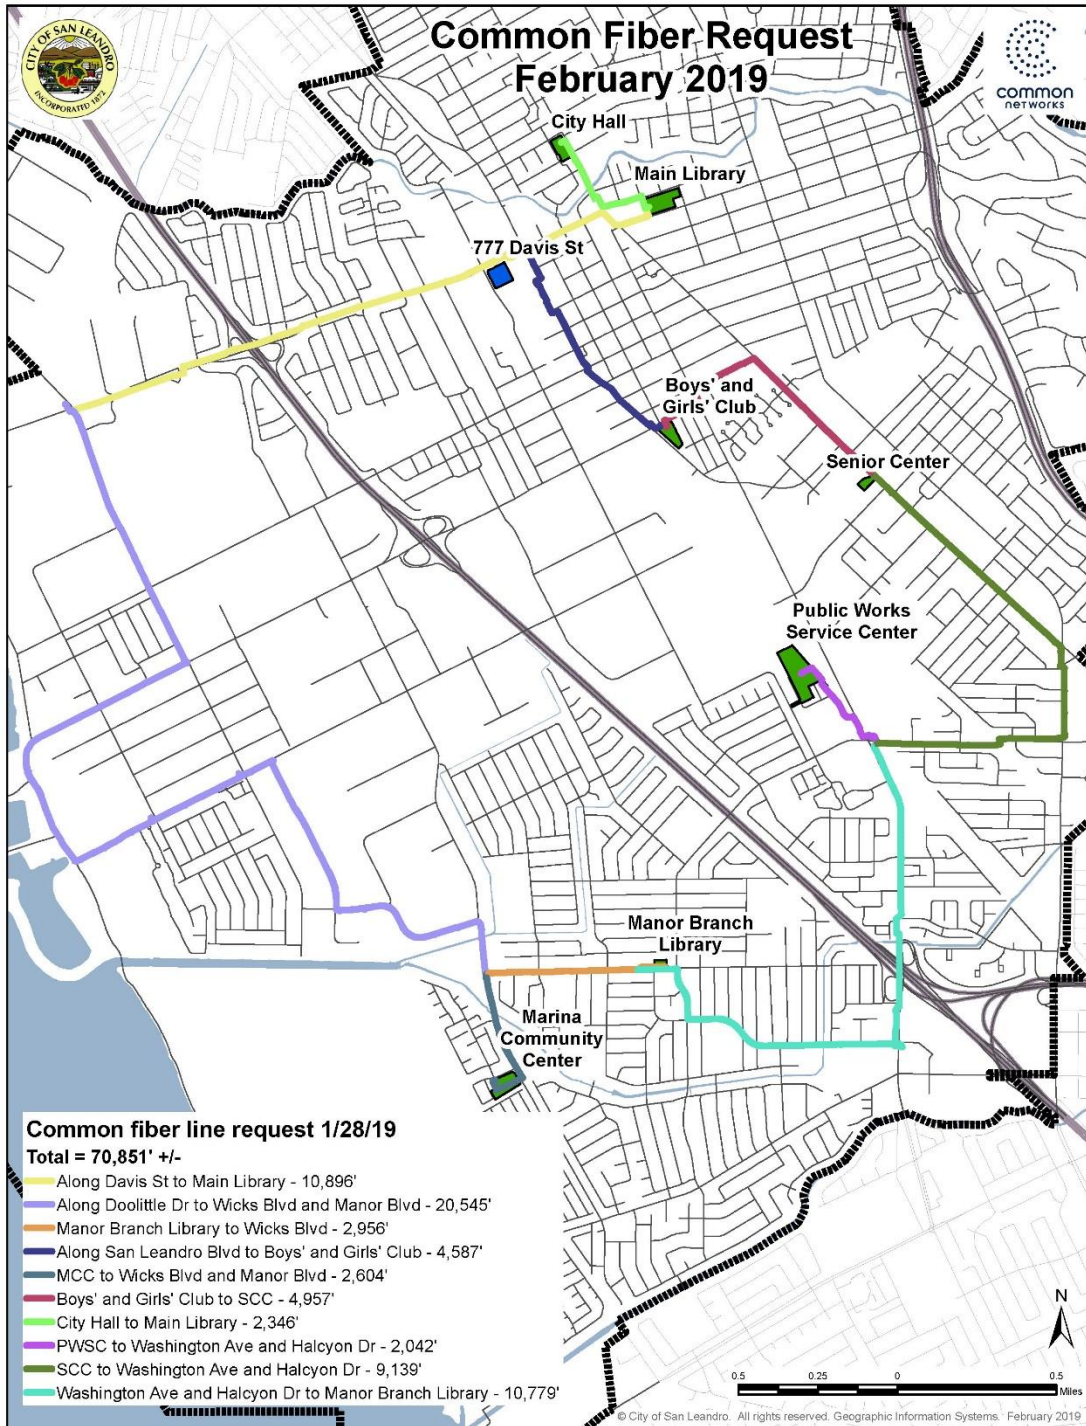 CITY OF SAN LEANDRO
INCORPORATED 1872
Common Fiber Request
February 2019
common
networks
City Hall
Main Library
777 Davis St
Boys' and
Girls' Club
Senior Center
Public Works
Service Center
Manor Branch
Library
Marina
Community
Center
Common fiber line request 1/28/19
Total = 70,851' +/-
Along Davis St to Main Library - 10,896'
Along Doolittle Dr to Wicks Blvd and Manor Blvd - 20,545'
Manor Branch Library to Wicks Blvd - 2,956'
Along San Leandro Blvd to Boys' and Girls' Club - 4,587'
MCC to Wicks Blvd and Manor Blvd - 2,604'
Boys' and Girls' Club to SCC - 4,957'
City Hall to Main Library - 2,346'
PWSC to Washington Ave and Halcyon Dr - 2,042'
SCC to Washington Ave and Halcyon Dr - 9,139'
Washington Ave and Halcyon Dr to Manor Branch Library - 10,779'
N
0.5 0.25 0 0.5
Miles
© City of San Leandro. All rights reserved. Geographic Information Systems. February 2019